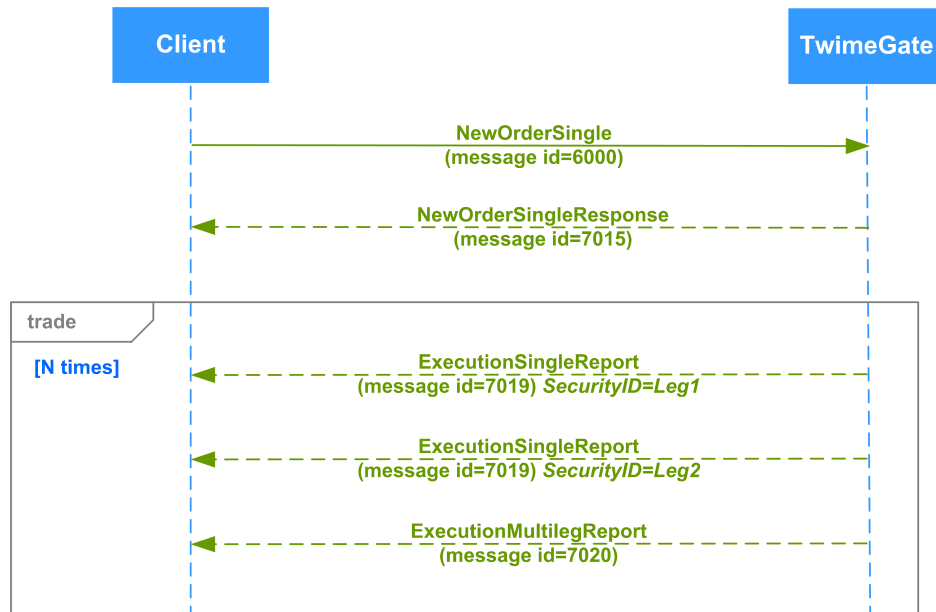 Client
TwimeGate
NewOrderSingle
(message id=6000)
NewOrderSingleResponse
(message id=7015)
trade
[N times]
ExecutionSingleReport
(message id=7019) SecurityID=Leg1
ExecutionSingleReport
(message id=7019) SecurityID=Leg2
ExecutionMultilegReport
(message id=7020)